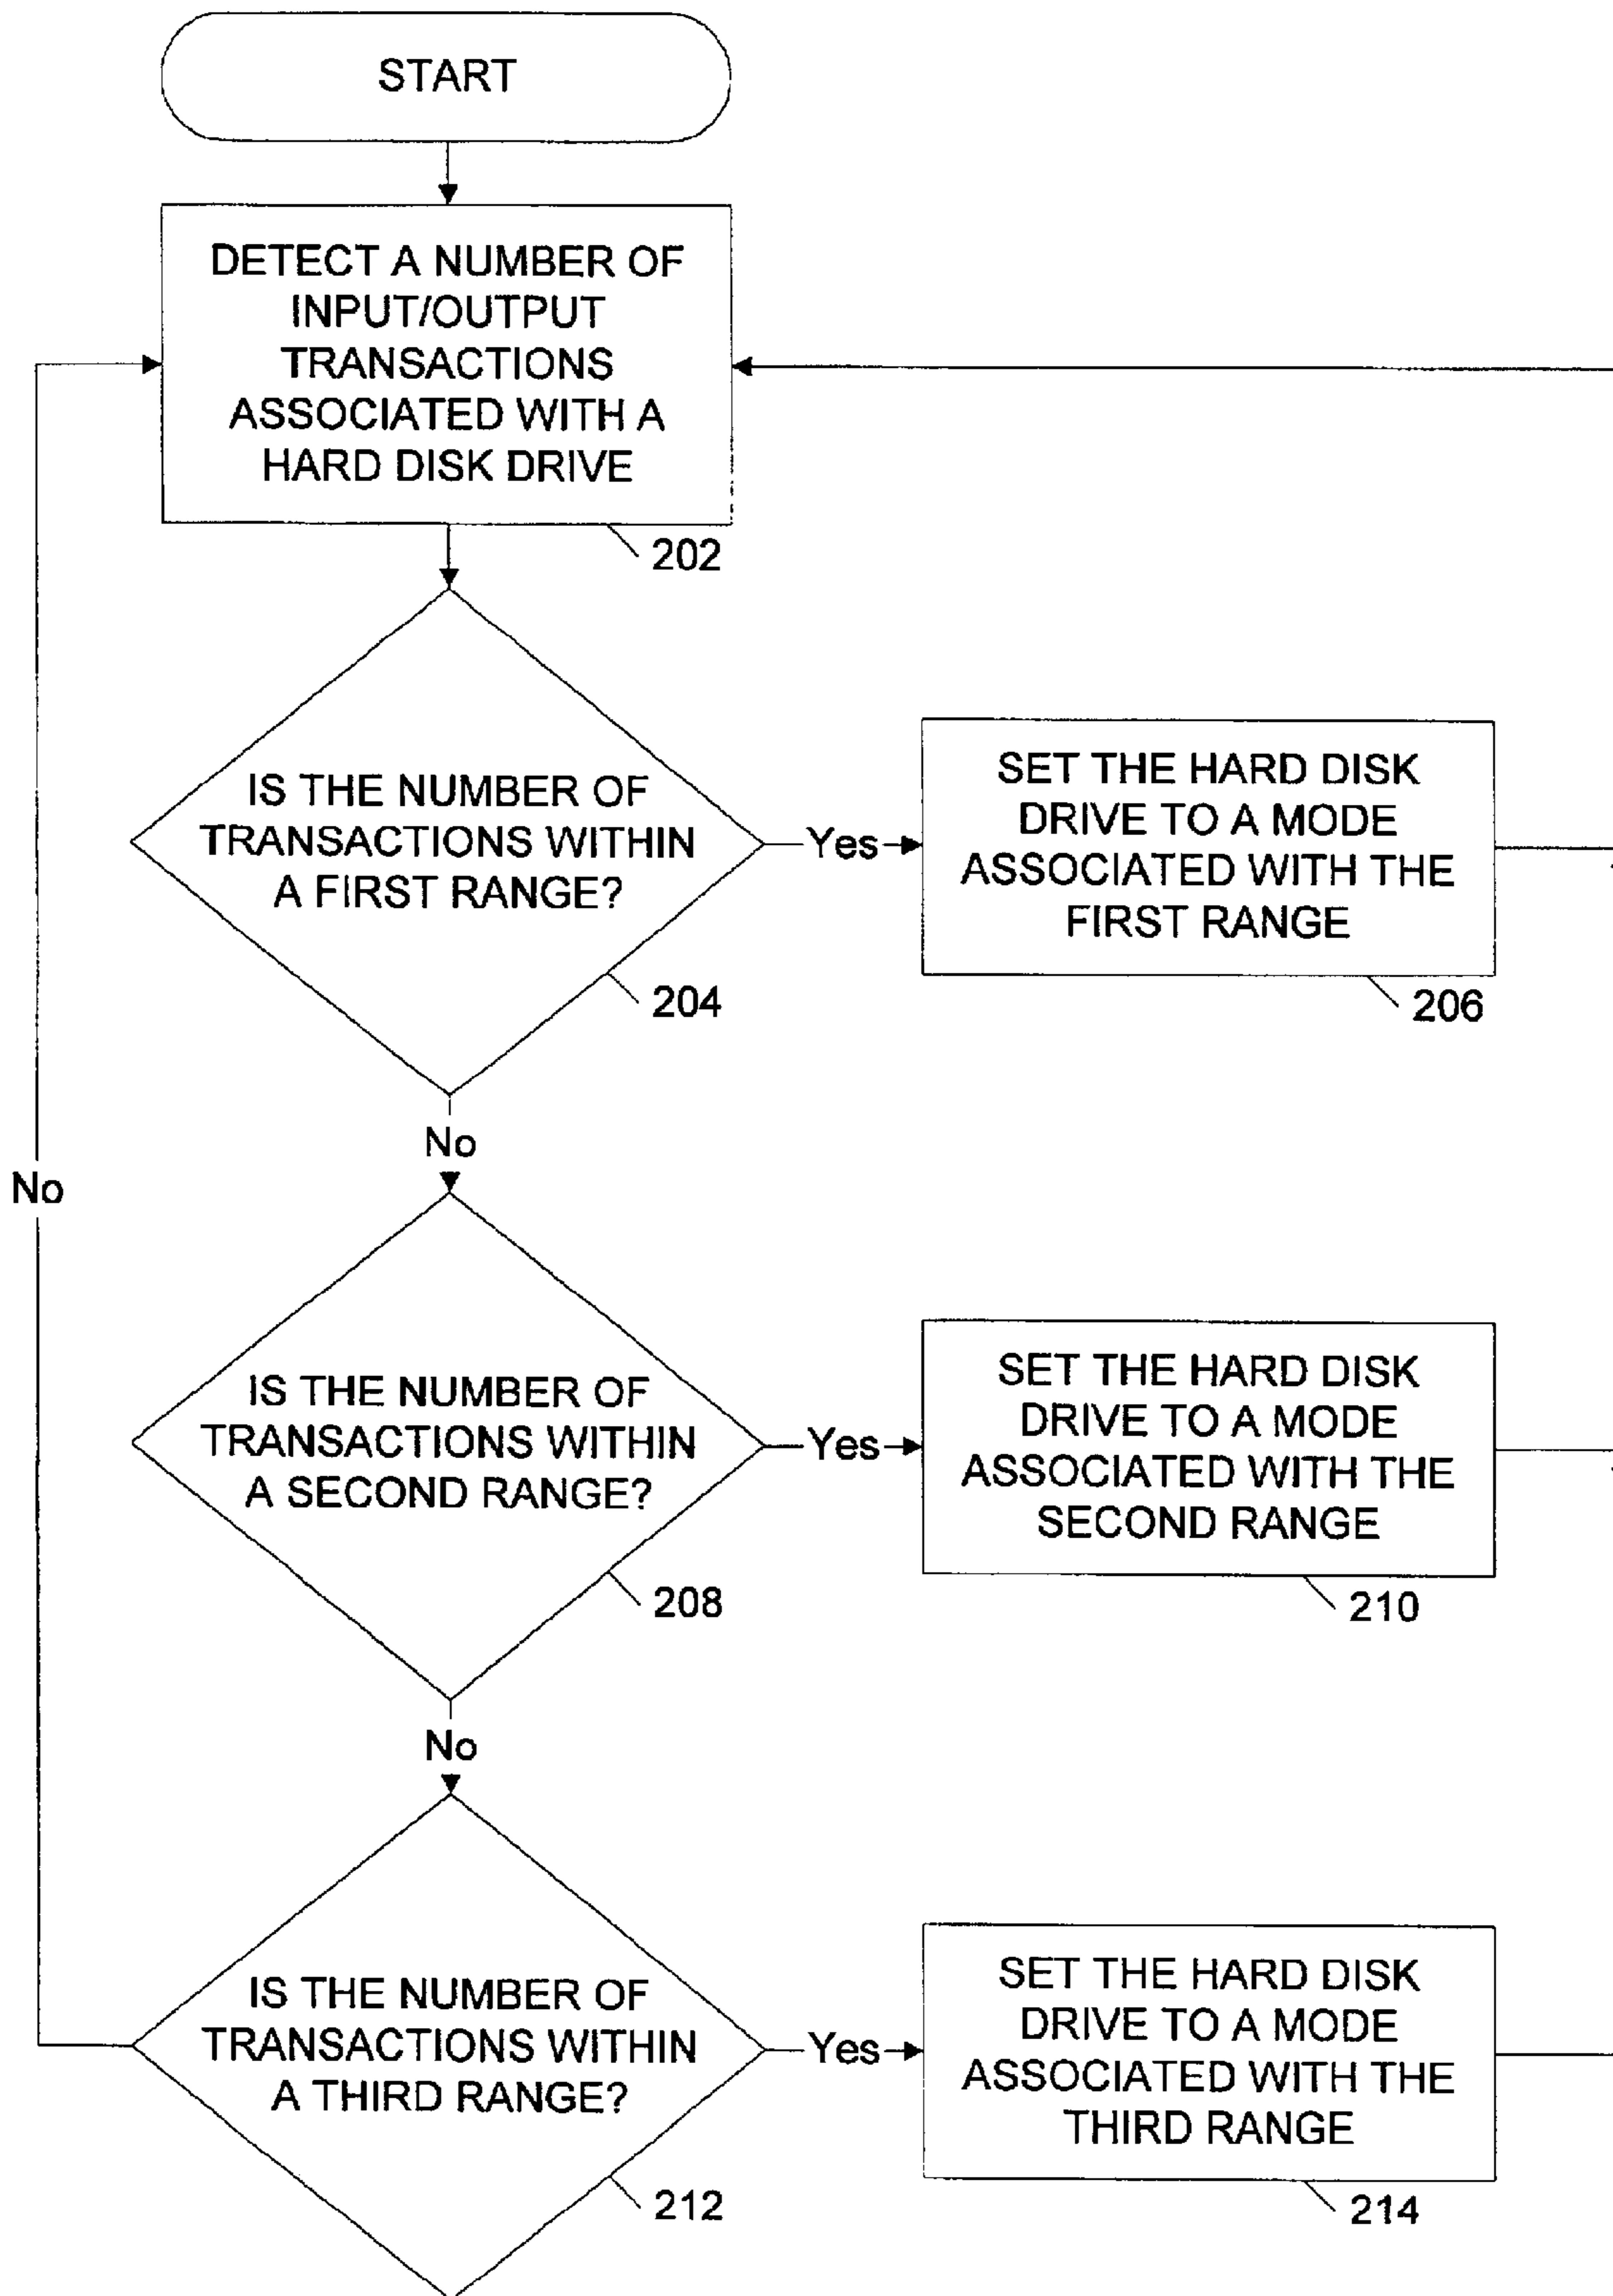 START
DETECT A NUMBER OF
INPUT/OUTPUT
TRANSACTIONS
ASSOCIATED WITH A
HARD DISK DRIVE
202
IS THE NUMBER OF
TRANSACTIONS WITHIN
A FIRST RANGE?
204
Yes
SET THE HARD DISK
DRIVE TO A MODE
ASSOCIATED WITH THE
FIRST RANGE
206
No
No
IS THE NUMBER OF
TRANSACTIONS WITHIN
A SECOND RANGE?
208
Yes
SET THE HARD DISK
DRIVE TO A MODE
ASSOCIATED WITH THE
SECOND RANGE
210
No
IS THE NUMBER OF
TRANSACTIONS WITHIN
A THIRD RANGE?
212
Yes
SET THE HARD DISK
DRIVE TO A MODE
ASSOCIATED WITH THE
THIRD RANGE
214